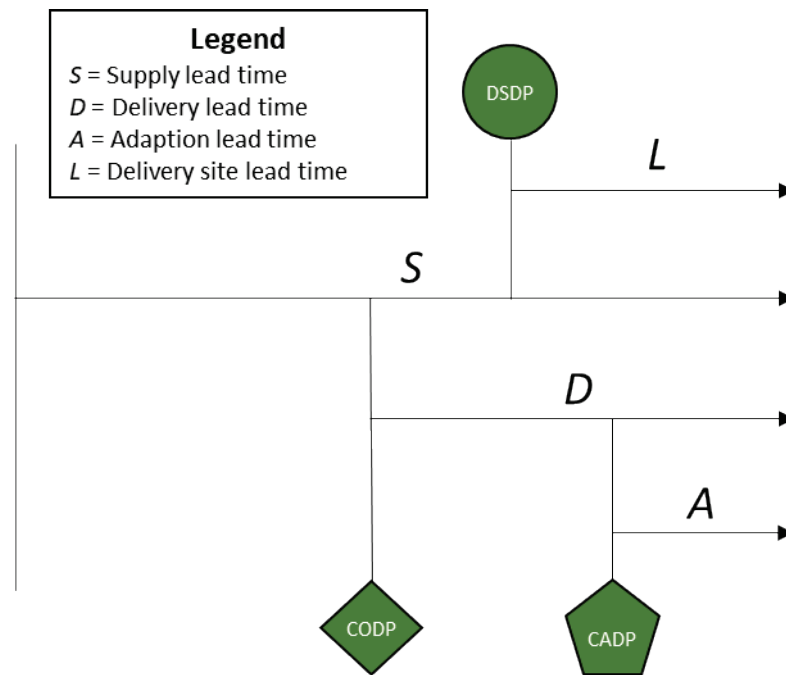 Legend
S = Supply lead time
D = Delivery lead time
A = Adaption lead time
L = Delivery site lead time
DSDP
L
S
D
A
CODP
CADP